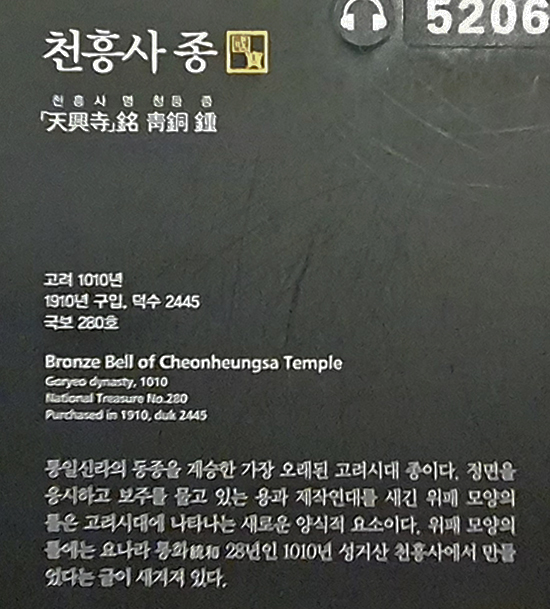 5206
천흥사 종
천흥사명 청동 종
「天興寺」銘 靑銅 鍾
고려 1010년
1910년 구입, 덕수 2445
국보 280호
Bronze Bell of Cheonheungsa Temple
Goryeo dynasty, 1010
National Treasure No.280
Purchased in 1910, duk 2445
통일신라의 동종을 계승한 가장 오래된 고려시대 종이다. 정면을
응시하고 보주를 물고 있는 용과 제작연대를 새긴 위패 모양의
틀은 고려시대에 나타나는 새로운 양식적 요소이다. 위패 모양의
틀에는 요나라 통화統和 28년인 1010년 성거산 천흥사에서 만들
었다는 글이 새겨져 있다.